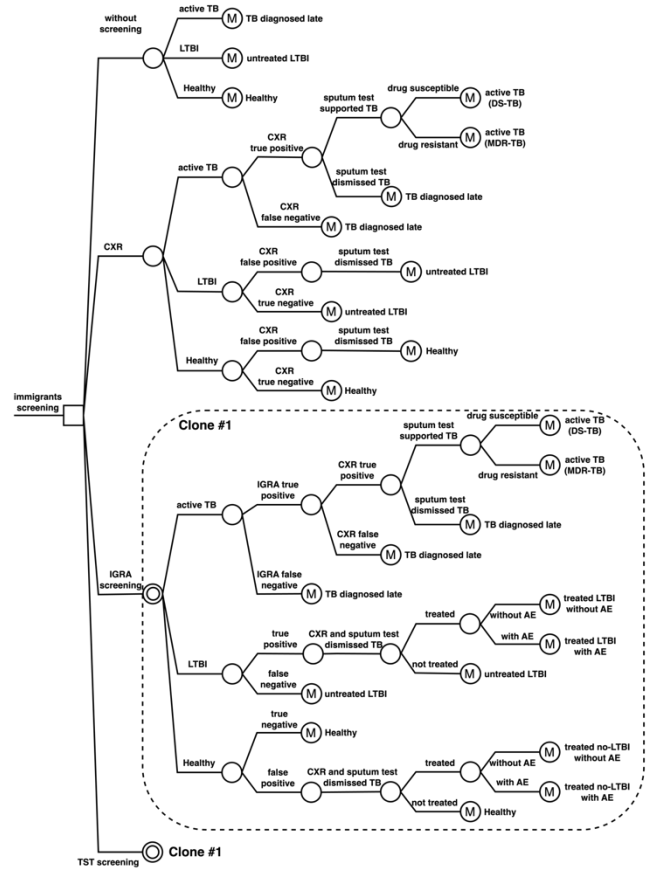 without
screening
active TB
M TB diagnosed late
LTBI
M untreated LTBI
Healthy
M Healthy
CXR
active TB
CXR
true positive
sputum test
supported TB
drug susceptible
M active TB
(DS-TB)
drug resistant
M active TB
(MDR-TB)
sputum test
dismissed TB
M TB diagnosed late
CXR
false negative
M TB diagnosed late
LTBI
CXR
false positive
sputum test
dismissed TB
M untreated LTBI
CXR
true negative
M untreated LTBI
Healthy
CXR
false positive
sputum test
dismissed TB
M Healthy
CXR
true negative
M Healthy
immigrants
screening
Clone #1
IGRA
screening
active TB
IGRA true
positive
CXR true
positive
sputum test
supported TB
drug susceptible
M active TB
(DS-TB)
drug resistant
M active TB
(MDR-TB)
sputum test
dismissed TB
M TB diagnosed late
CXR false
negative
M TB diagnosed late
IGRA false
negative
M TB diagnosed late
LTBI
true
positive
CXR and sputum test
dismissed TB
treated
without AE
M treated LTBI
without AE
with AE
M treated LTBI
with AE
not treated
M untreated LTBI
false
negative
M untreated LTBI
Healthy
true
negative
M Healthy
false
positive
CXR and sputum test
dismissed TB
treated
without AE
M treated no-LTBI
without AE
with AE
M treated no-LTBI
with AE
not treated
M Healthy
TST screening
Clone #1